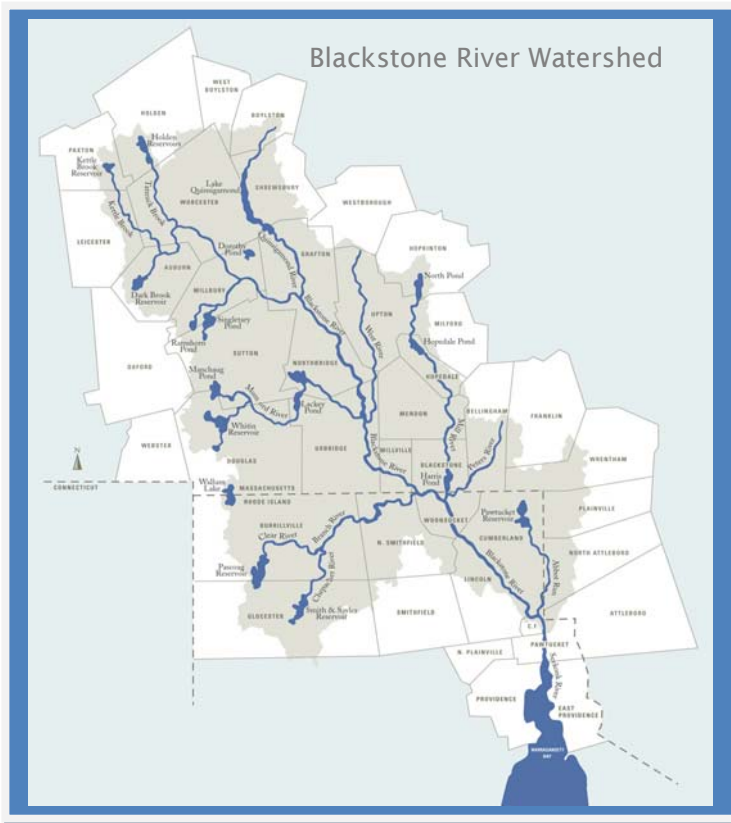 Blackstone River Watershed
WEST
BOYLSTON
HOLDEN
BOYLSTON
PAXTON
Holden
Reservoirs
Kettle
Brook
Reservoir
Tatnuck Brook
Lake
Quinsigamond
SHREWSBURY
WORCESTER
WESTBOROUGH
Kettle Brook
LEICESTER
Quinsigamond River
GRAFTON
HOPKINTON
AUBURN
North Pond
MILLBURY
Dark Brook
Reservoir
Blackstone River
UPTON
MILFORD
Singletary
Pond
Ramshorn
Pond
West River
Hopedale Pond
SUTTON
OXFORD
NORTHBRIDGE
Manchaug
Pond
HOPEDALE
Mumford River
Lackey
Pond
MENDON
BELLINGHAM
FRANKLIN
Whitin
Reservoir
Mill River
WEBSTER
UXBRIDGE
MILLVILLE
Peters River
WRENTHAM
N
DOUGLAS
Blackstone River
BLACKSTONE
Harris
Pond
Wallum
Lake
MASSACHUSETTS
CONNECTICUT
RHODE ISLAND
PLAINVILLE
Pawtucket
Reservoir
BURRILLVILLE
WOONSOCKET
Clear River
Branch River
CUMBERLAND
N. SMITHFIELD
NORTH ATTLEBORO
Pascoag
Reservoir
Chepachet River
Blackstone River
Abbot Run
LINCOLN
GLOCESTER
Smith & Sayles
Reservoir
SMITHFIELD
ATTLEBORO
C.F.
PAWTUCKET
N. PLAINVILLE
Seekonk River
PROVIDENCE
EAST
PROVIDENCE
NARRAGANSETT
BAY